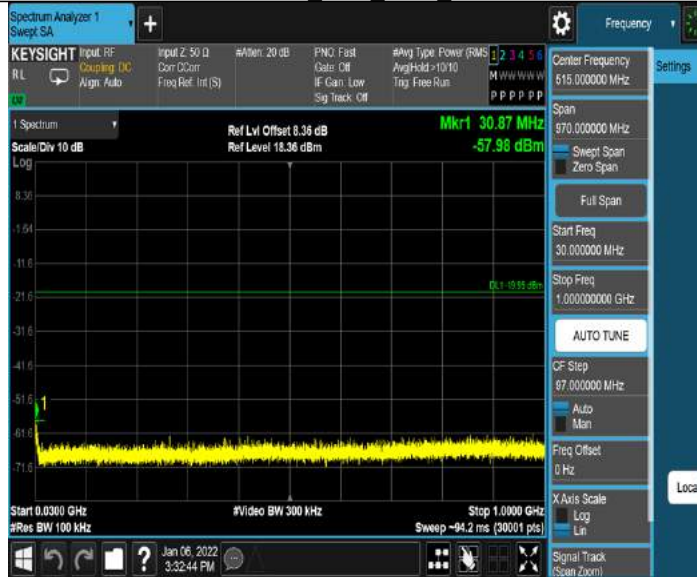 Spectrum Analyzer 1
Swept SA
Frequency
KEYSIGHT
RL
Input: RF
Coupling: DC
Align: Auto
Input Z: 50 Ω
Corr CCorr
Freq Ref: Int (S)
#Atten: 20 dB
PNO: Fast
Gate: Off
IF Gain: Low
Sig Track: Off
#Avg Type: Power (RMS
Avg|Hold:>10/10
Trig: Free Run
1 2 3 4 5 6
M W W W W W
P P P P P P
Settings
1 Spectrum
Scale/Div 10 dB
Ref Lvl Offset 8.36 dB
Ref Level 18.36 dBm
Mkr1 30.87 MHz
-57.98 dBm
Log
8.36
-1.64
-11.6
-21.6
-31.6
-41.6
-51.6
-61.6
-71.6
DL1 -19.95 dBm
1
Start 0.0300 GHz
#Res BW 100 kHz
#Video BW 300 kHz
Stop 1.0000 GHz
Sweep ~94.2 ms (30001 pts)
Center Frequency
515.000000 MHz
Span
970.000000 MHz
Swept Span
Zero Span
Full Span
Start Freq
30.000000 MHz
Stop Freq
1.000000000 GHz
AUTO TUNE
CF Step
97.000000 MHz
Auto
Man
Freq Offset
0 Hz
X Axis Scale
Log
Lin
Signal Track
(Span Zoom)
Loca
?
Jan 06, 2022
3:32:44 PM